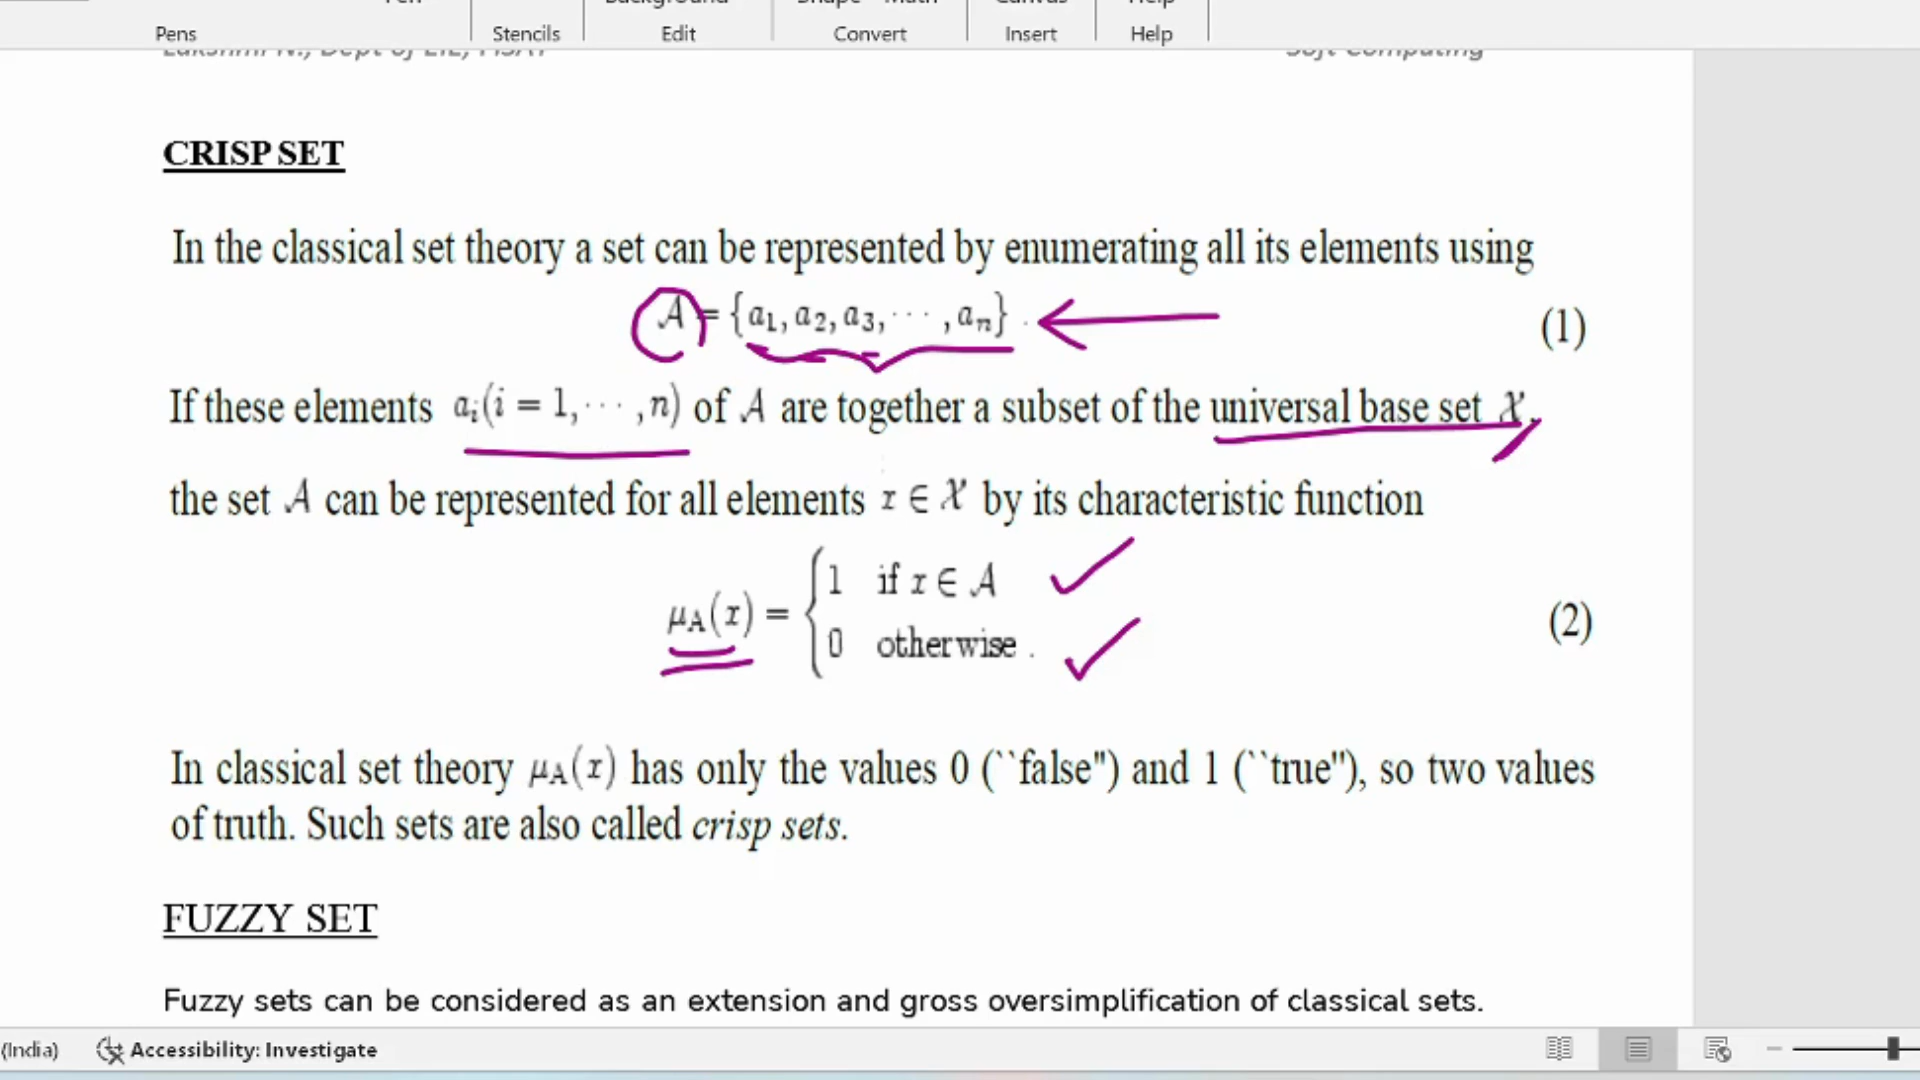 Pens Stencils Edit Convert Insert Help
Soft Computing
CRISP SET
In the classical set theory a set can be represented by enumerating all its elements using
A = {a₁, a₂, a₃, ⋯ , aₙ} . (1)
If these elements aᵢ(i = 1, ⋯ , n) of A are together a subset of the universal base set X,
the set A can be represented for all elements x ∈ X by its characteristic function
1 if x ∈ A
μA(x) = { (2)
0 otherwise .
In classical set theory μA(x) has only the values 0 (``false") and 1 (``true"), so two values
of truth. Such sets are also called crisp sets.
FUZZY SET
Fuzzy sets can be considered as an extension and gross oversimplification of classical sets.
(India) Accessibility: Investigate